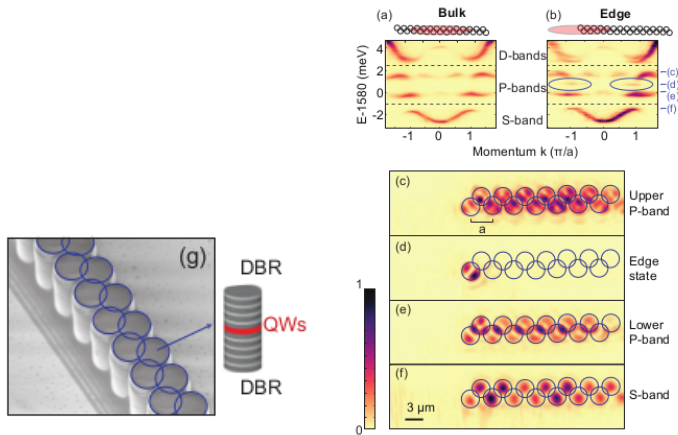 (a)
Bulk
(b)
Edge
E-1580 (meV)
4
2
0
-2
D-bands
P-bands
S-band
(c)
(d)
(e)
(f)
-1 0 1
-1 0 1
Momentum k (π/a)
(c)
a
Upper
P-band
(d)
Edge
state
(e)
Lower
P-band
(f)
3 μm
S-band
1
0
(g)
DBR
QWs
DBR